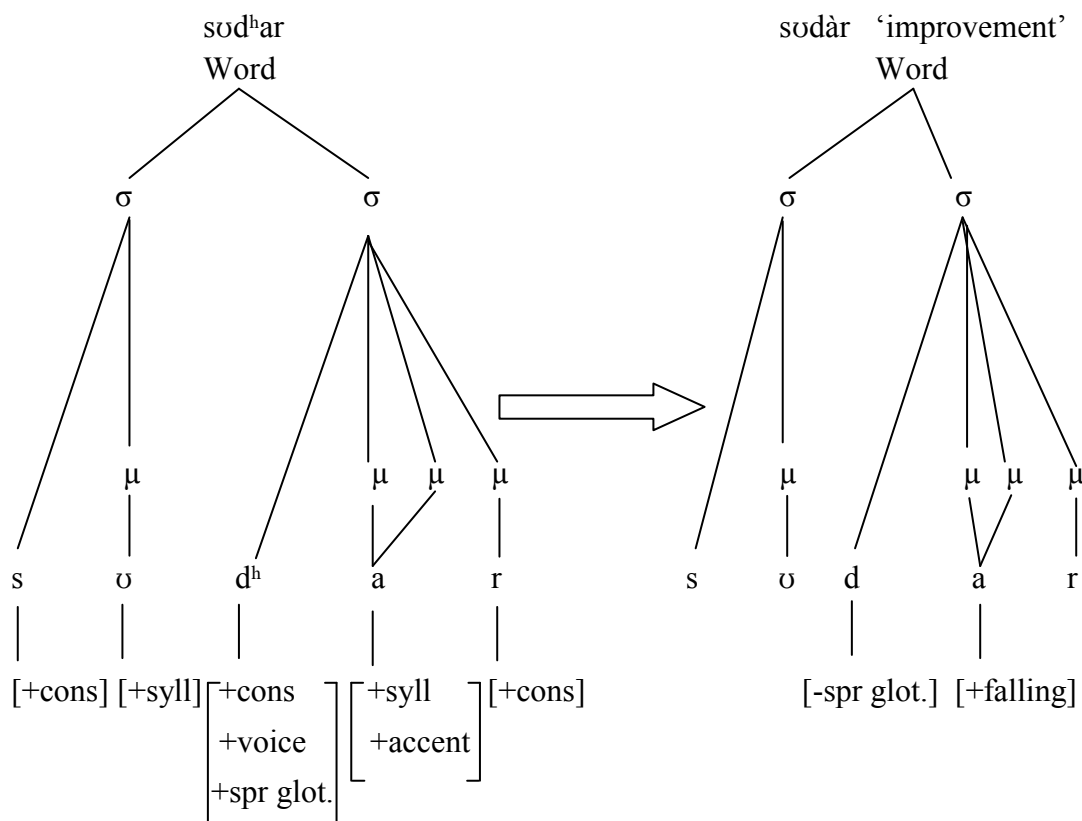 sʊdʰar sʊdàr ‘improvement’
Word Word
σ σ σ σ
μ μ μ μ μ μ μ μ
s ʊ dʰ a r s ʊ d a r
[+cons] [+syll] [+cons +syll [+cons] [-spr glot.] [+falling]
+voice +accent]
+spr glot.]